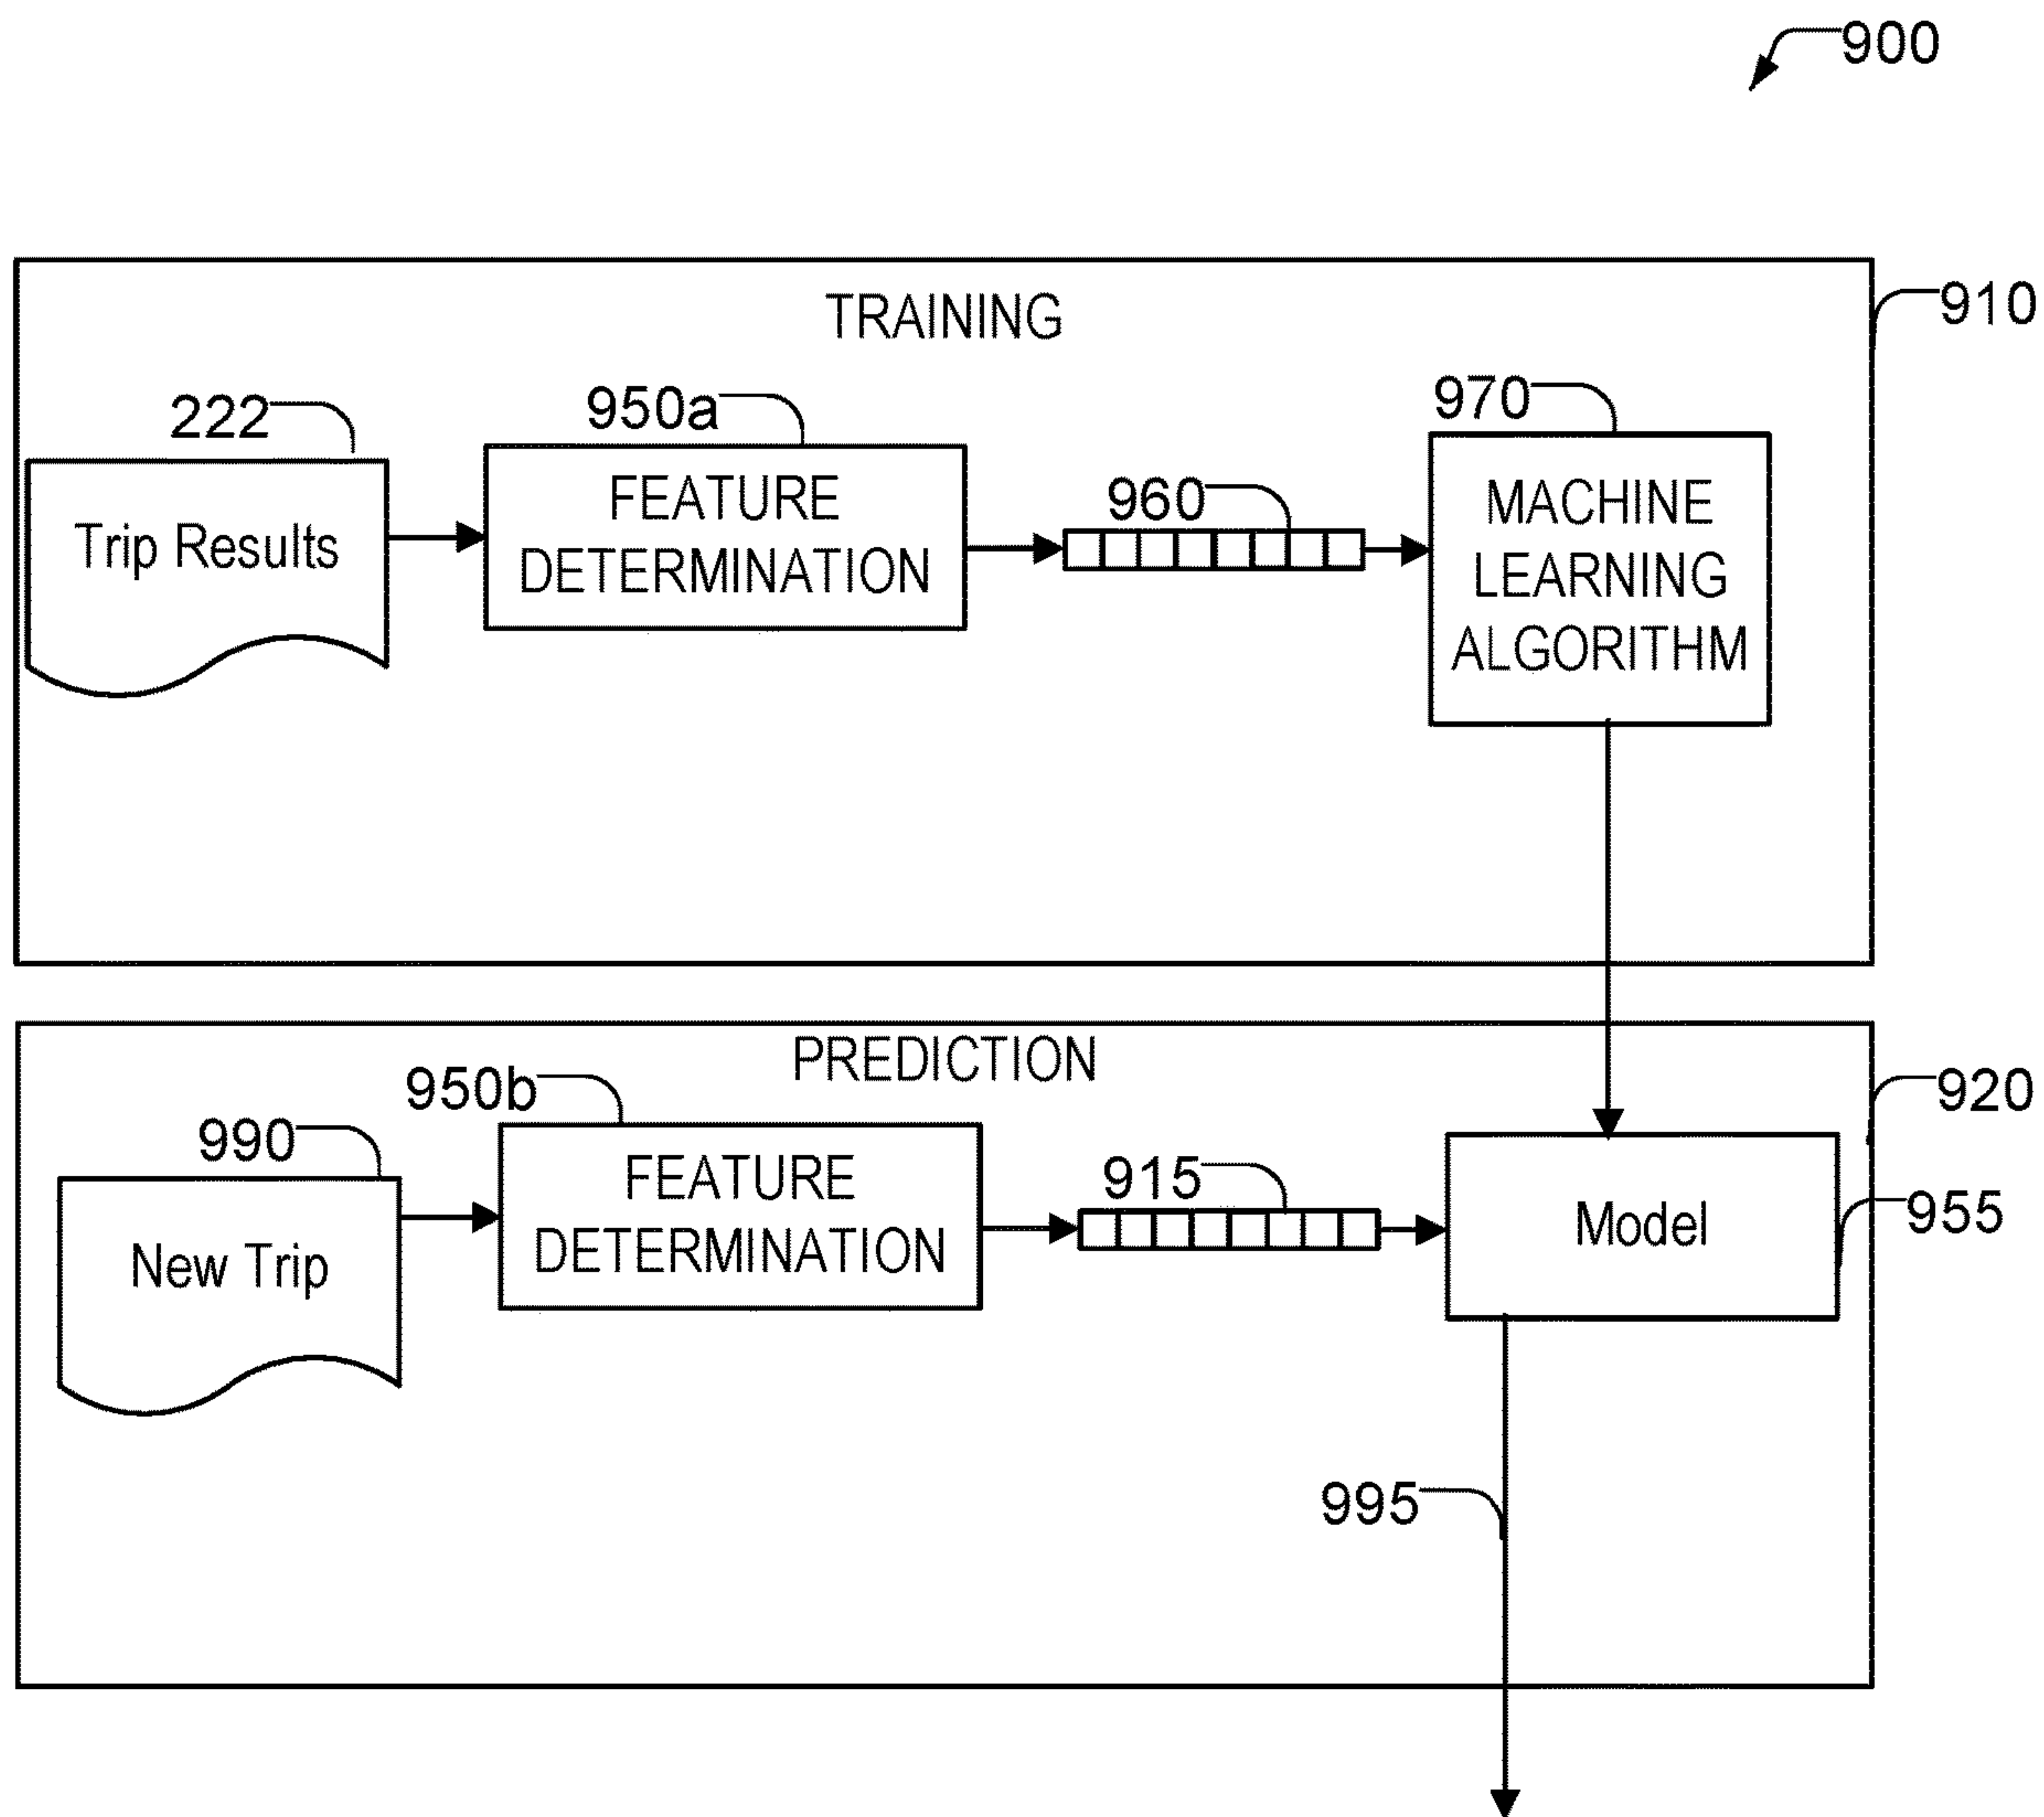 900
TRAINING
910
222
950a
970
Trip Results
FEATURE
DETERMINATION
960
MACHINE
LEARNING
ALGORITHM
PREDICTION
920
990
950b
New Trip
FEATURE
DETERMINATION
915
Model
955
995